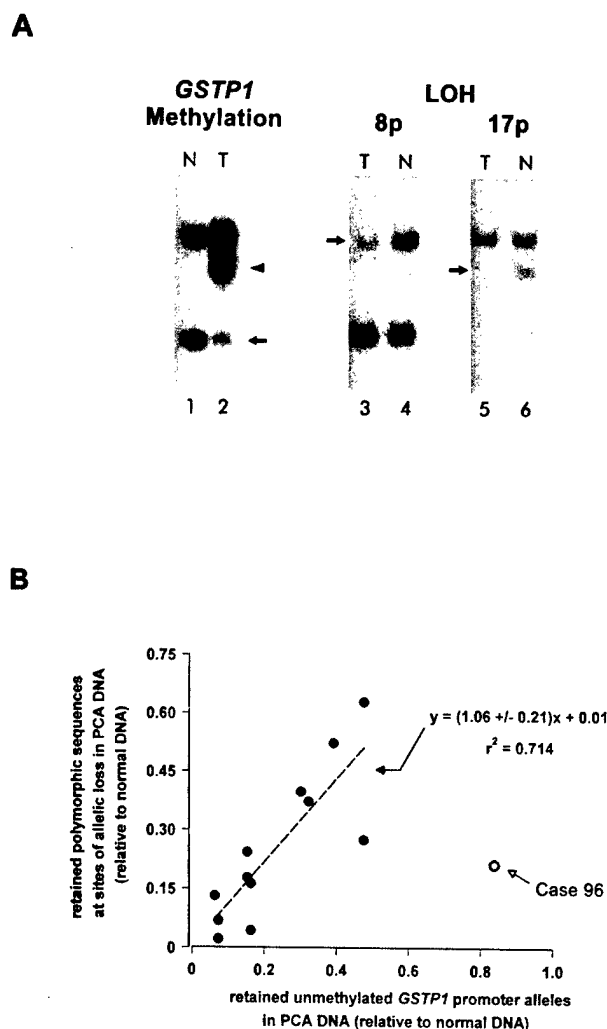 A
GSTP1
Methylation
LOH
8p 17p
N T T N T N
1 2 3 4 5 6
B
retained polymorphic sequences
at sites of allelic loss in PCA DNA
(relative to normal DNA)
0.75
0.60
0.45
0.30
0.15
0
y = (1.06 +/- 0.21)x + 0.01
r² = 0.714
Case 96
0 0.2 0.4 0.6 0.8 1.0
retained unmethylated GSTP1 promoter alleles
in PCA DNA (relative to normal DNA)